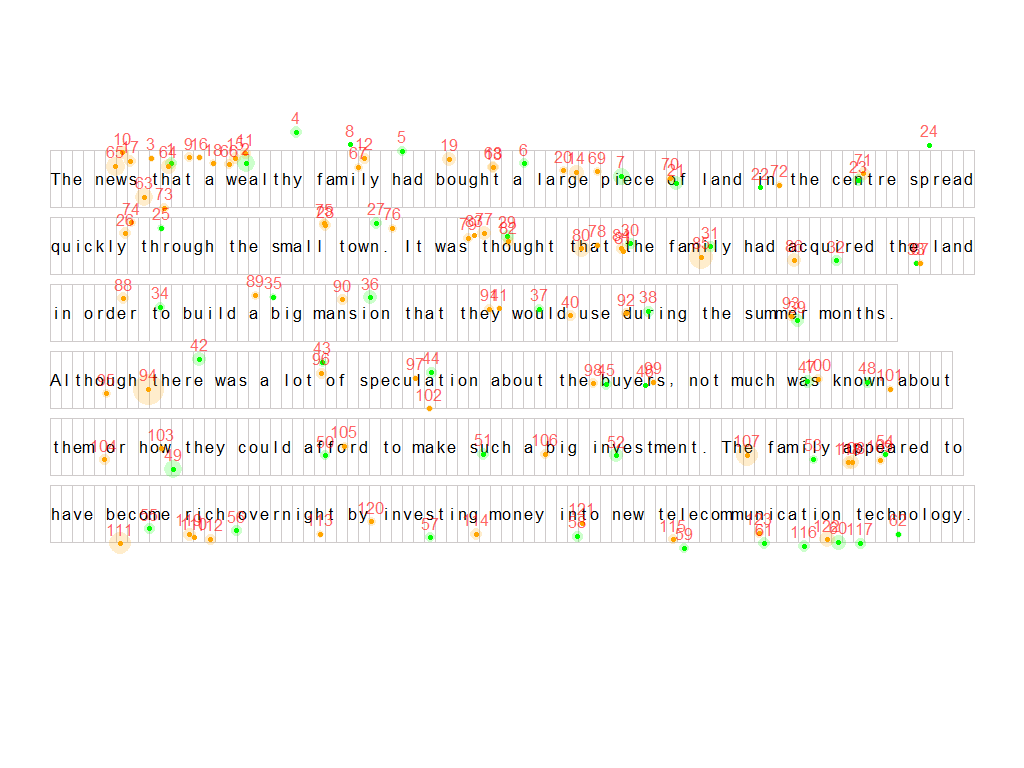 The news that a wealthy family had bought a large piece of land in the centre spread
quickly through the small town. It was thought that the family had acquired the land
in order to build a big mansion that they would use during the summer months.
Although there was a lot of speculation about the buyers, not much was known about
them or how they could afford to make such a big investment. The family appeared to
have become rich overnight by investing money into new telecommunication technology.